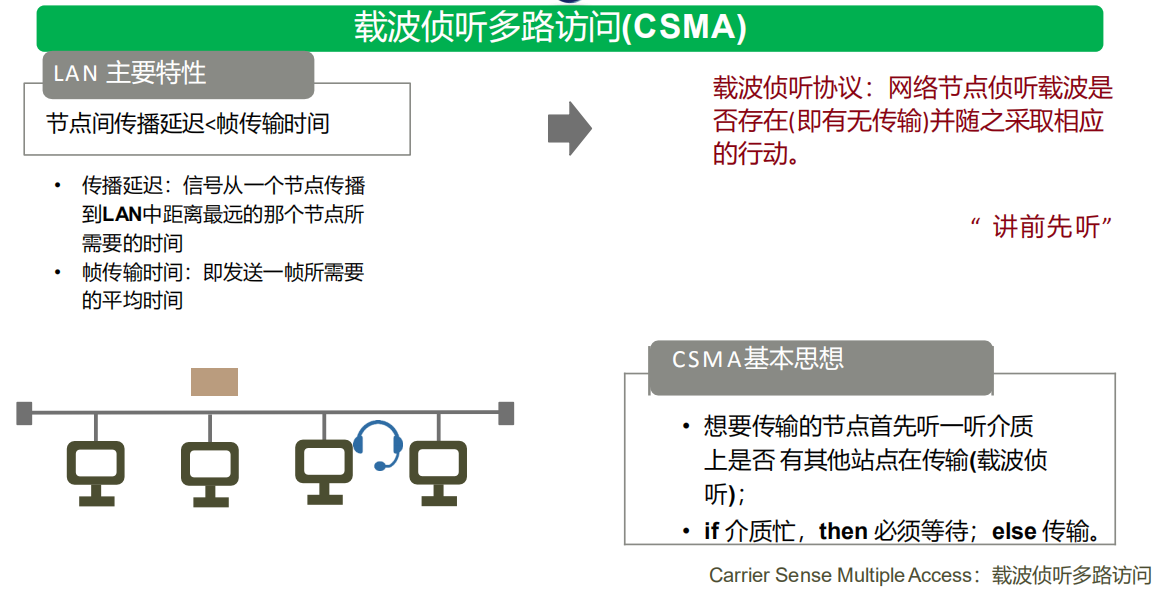 载波侦听多路访问(CSMA)
LAN 主要特性
节点间传播延迟<帧传输时间
• 传播延迟：信号从一个节点传播
到LAN中距离最远的那个节点所
需要的时间
• 帧传输时间：即发送一帧所需要
的平均时间
载波侦听协议：网络节点侦听载波是
否存在(即有无传输)并随之采取相应
的行动。
“ 讲前先听”
CSMA基本思想
• 想要传输的节点首先听一听介质
上是否 有其他站点在传输(载波侦
听)；
• if 介质忙，then 必须等待；else 传输。
Carrier Sense Multiple Access：载波侦听多路访问